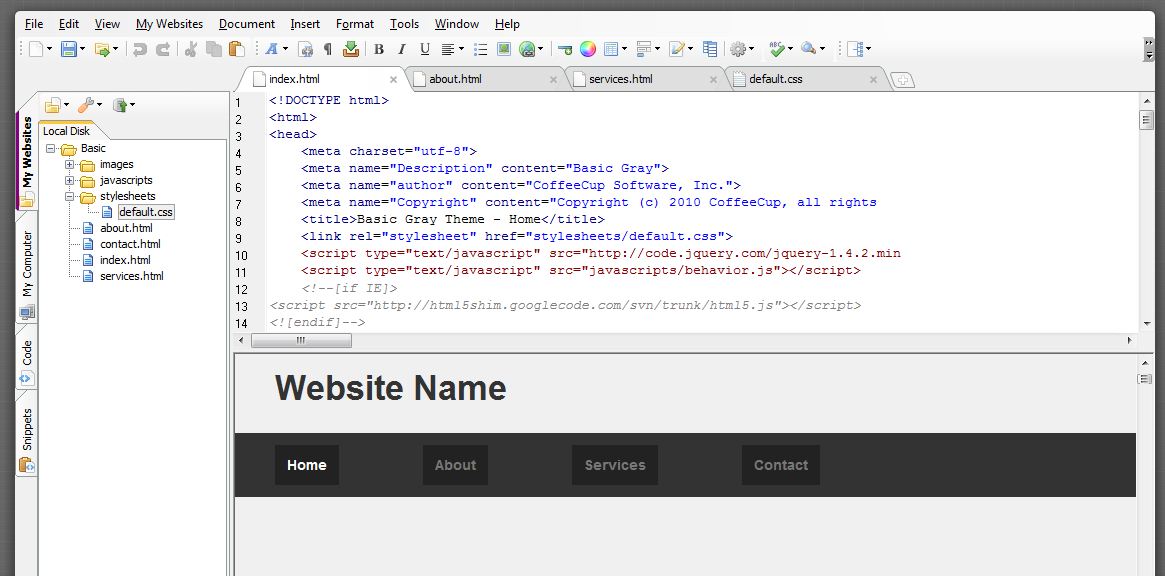 File Edit View My Websites Document Insert Format Tools Window Help
B I U ABC
index.html about.html services.html default.css
My Websites
My Computer
Code
Snippets
Local Disk
Basic
images
javascripts
stylesheets
default.css
about.html
contact.html
index.html
services.html
1 <!DOCTYPE html>
2 <html>
3 <head>
4 <meta charset="utf-8">
5 <meta name="Description" content="Basic Gray">
6 <meta name="author" content="CoffeeCup Software, Inc.">
7 <meta name="Copyright" content="Copyright (c) 2010 CoffeeCup, all rights
8 <title>Basic Gray Theme - Home</title>
9 <link rel="stylesheet" href="stylesheets/default.css">
10 <script type="text/javascript" src="http://code.jquery.com/jquery-1.4.2.min
11 <script type="text/javascript" src="javascripts/behavior.js"></script>
12 <!--[if IE]>
13 <script src="http://html5shim.googlecode.com/svn/trunk/html5.js"></script>
14 <![endif]-->
Website Name
Home About Services Contact